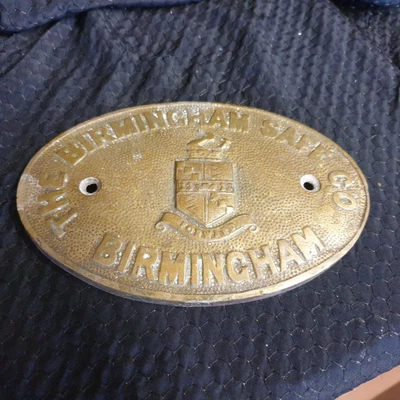 THE BIRMINGHAM SAFE CO.
BIRMINGHAM